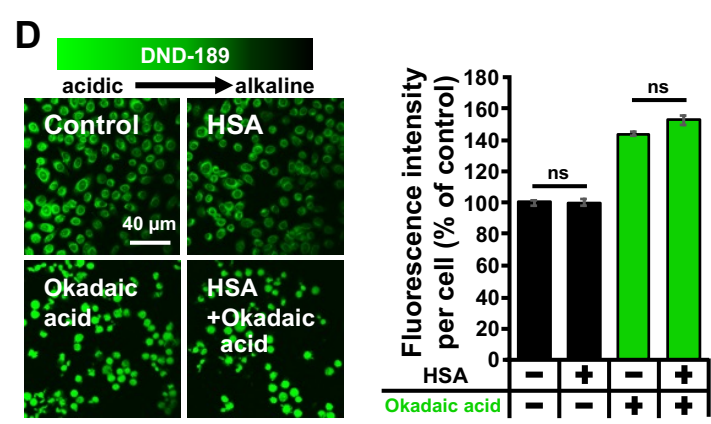 D
DND-189
acidic alkaline
Control
HSA
40 µm
Okadaic
acid
HSA
+Okadaic
acid
Fluorescence intensity
per cell (% of control)
180
160
140
120
100
80
60
40
20
0
ns
ns
HSA - + - +
Okadaic acid - - + +